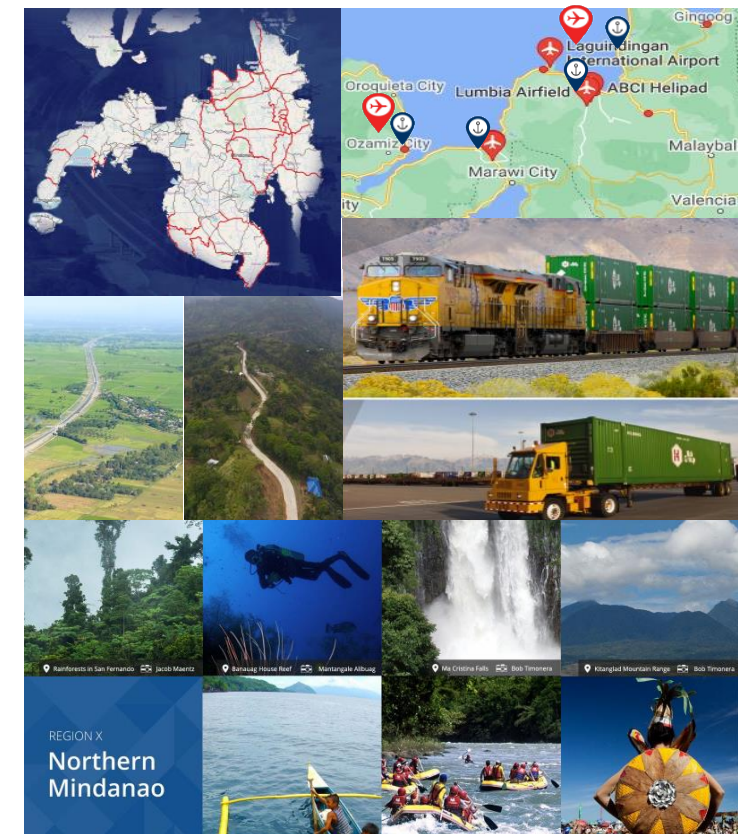 Gingoog
Laguindingan
International Airport
Oroquieta City
Lumbia Airfield
ABCI Helipad
Ozamiz City
Malaybal
Marawi City
Valencia
ity
Rainforests in San Fernando
Jacob Maentz
Banauag House Reef
Mantangale Alibuag
Ma Cristina Falls
Bob Timonera
Kitanglad Mountain Range
Bob Timonera
REGION X
Northern
Mindanao